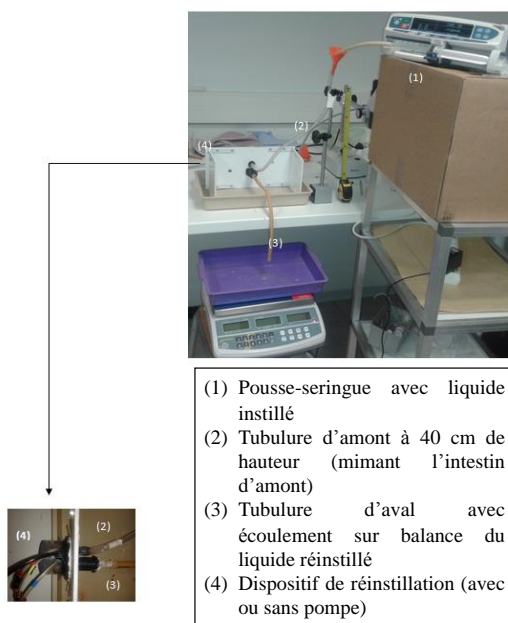 (1)
(2)
(4)
(3)
(1) Pousse-seringue avec liquide
instillé
(2) Tubulure d’amont à 40 cm de
hauteur (mimant l’intestin
d’amont)
(3) Tubulure d’aval avec
écoulement sur balance du
liquide réinstillé
(4) Dispositif de réinstillation (avec
ou sans pompe)
(4)
(2)
(3)